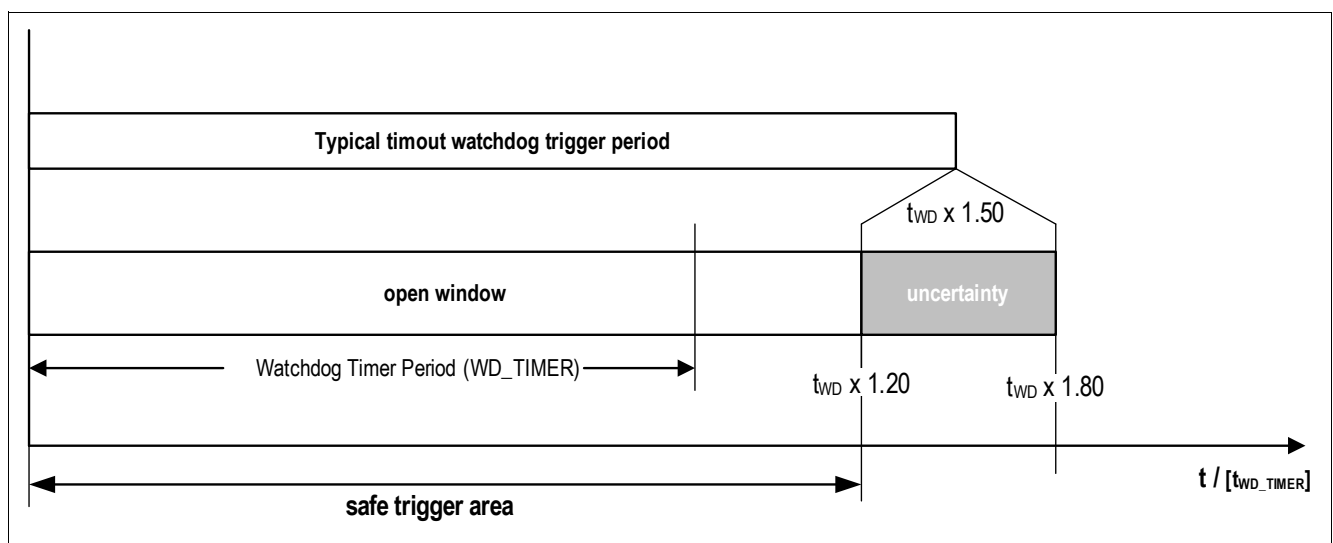 Typical timout watchdog trigger period
tWD x 1.50
open window
uncertainty
Watchdog Timer Period (WD_TIMER)
tWD x 1.20
tWD x 1.80
t / [tWD_TIMER]
safe trigger area